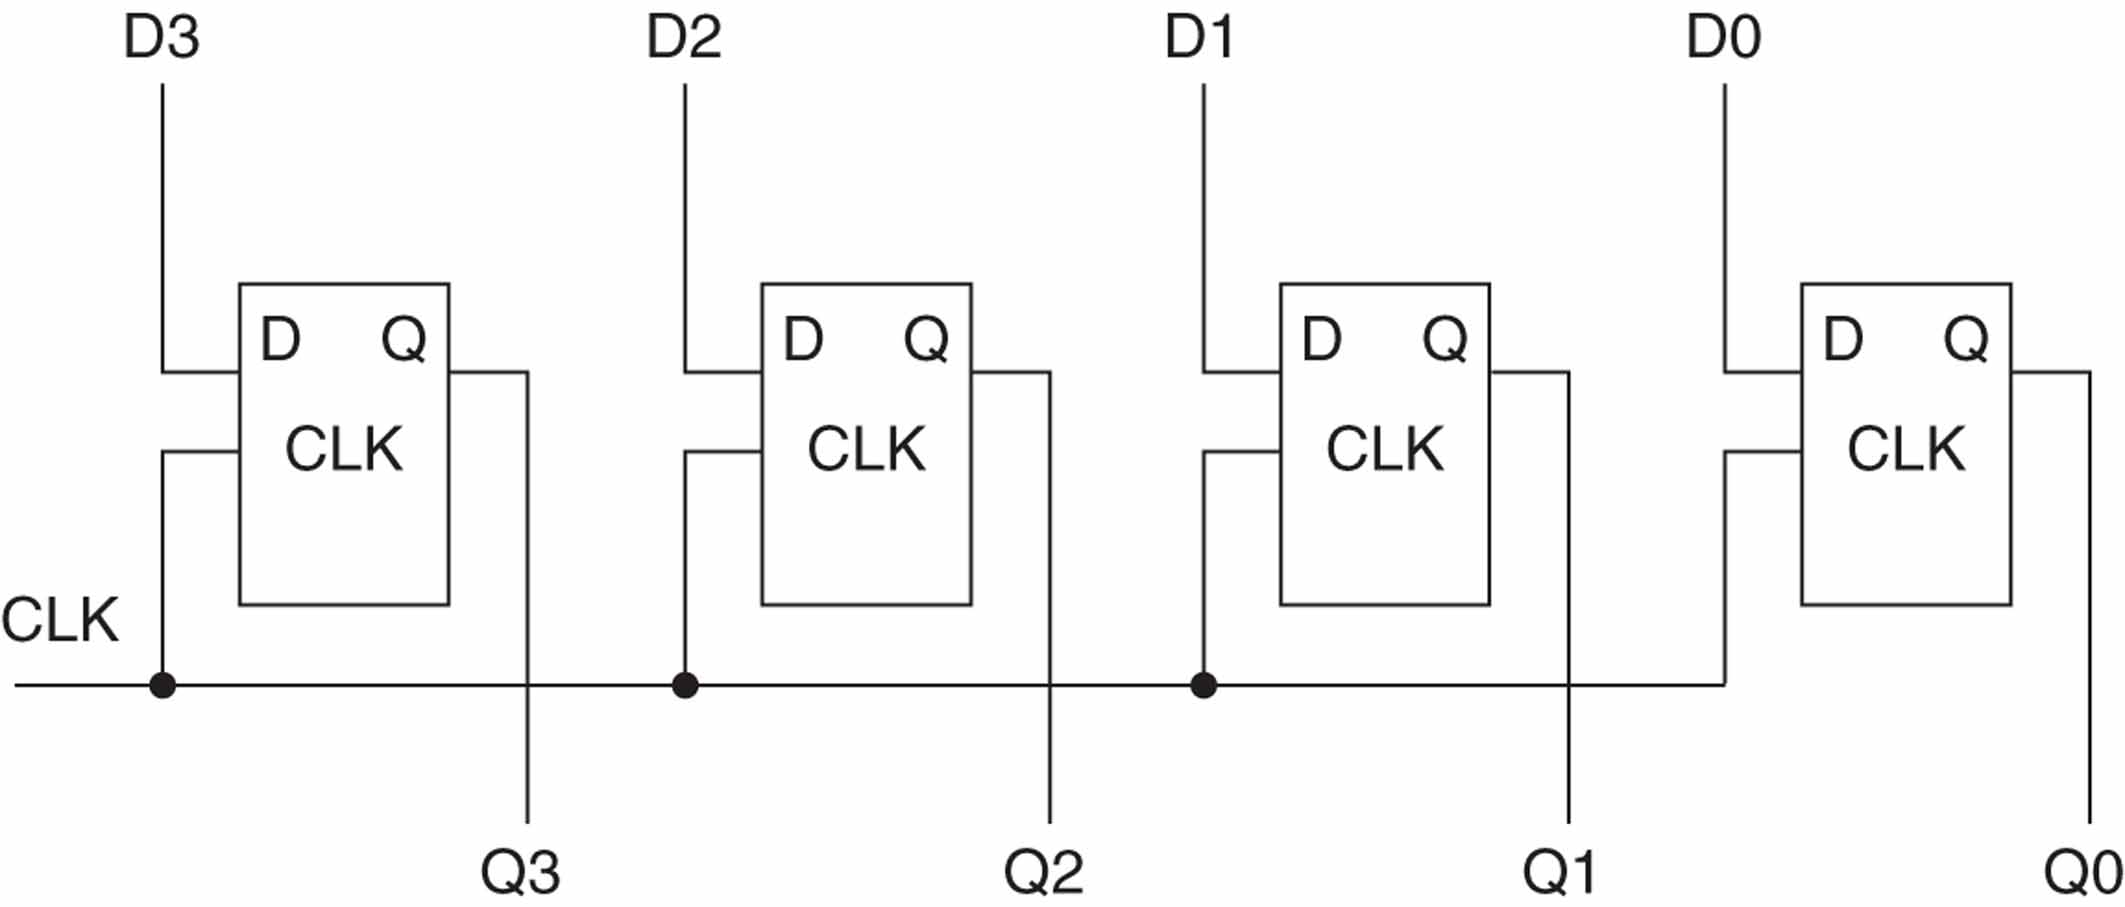 D3 D2 D1 D0
D Q D Q D Q D Q
CLK CLK CLK CLK
CLK
Q3 Q2 Q1 Q0